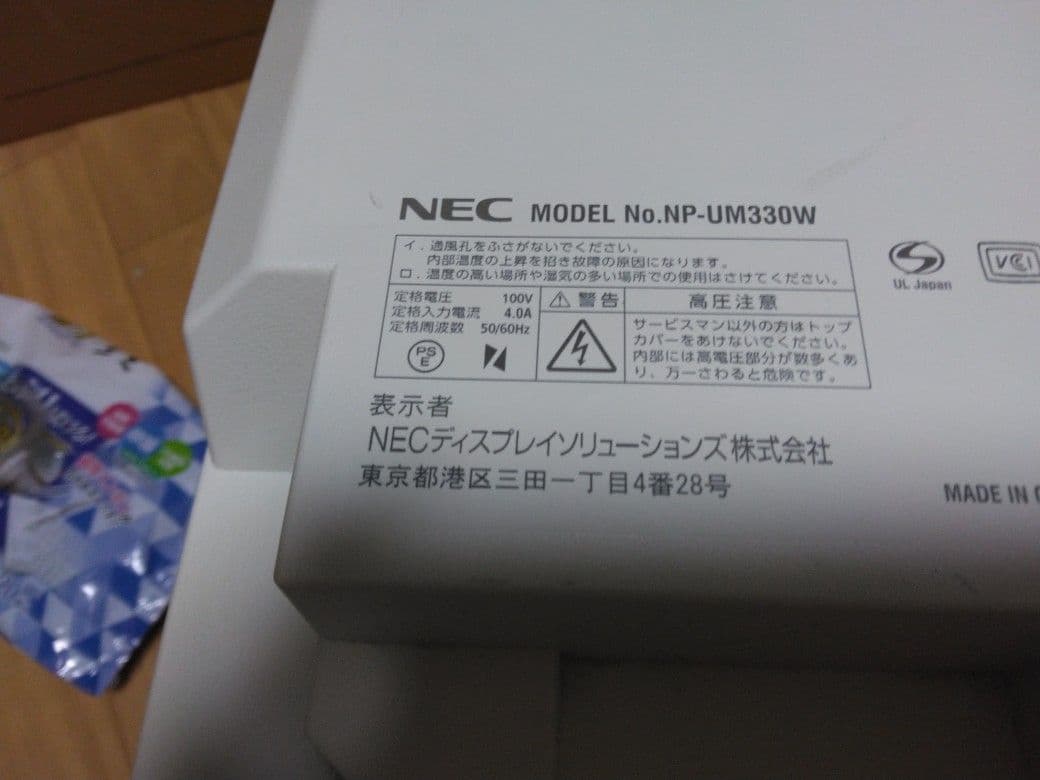 NEC MODEL No.NP-UM330W
イ．通風孔をふさがないでください。
内部温度の上昇を招き故障の原因になります。
ロ．温度の高い場所や湿気の多い場所での使用はさけてください。
定格電圧 100V
定格入力電流 4.0A
定格周波数 50/60Hz
PS
E
警告
高圧注意
サービスマン以外の方はトップ
カバーをあけないでください。
内部には高電圧部分が数多くあ
り、万一さわると危険です。
UL Japan
VCI
表示者
NECディスプレイソリューションズ株式会社
東京都港区三田一丁目4番28号
MADE IN